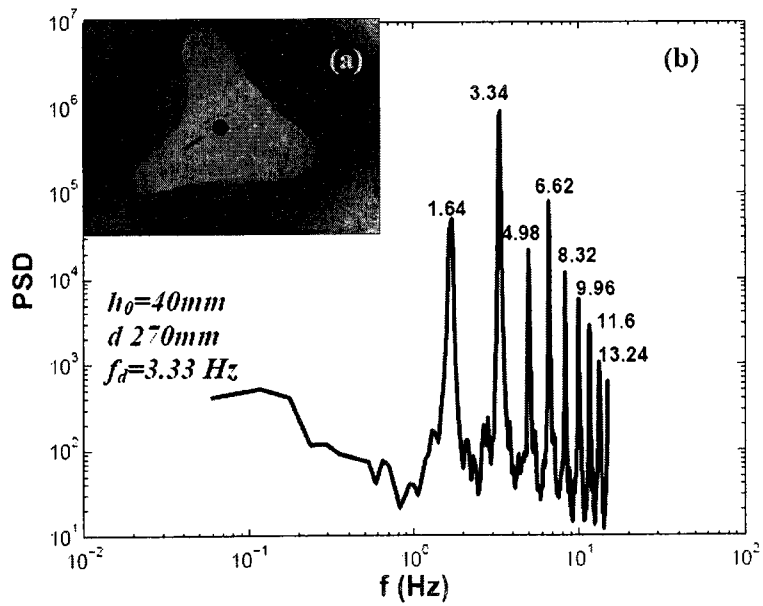 (a)
(b)
PSD
10^7
10^6
10^5
10^4
10^3
10^2
10^1
10^-2
10^-1
10^0
10^1
10^2
f (Hz)
h_0=40mm
d 270mm
f_d=3.33 Hz
1.64
3.34
4.98
6.62
8.32
9.96
11.6
13.24